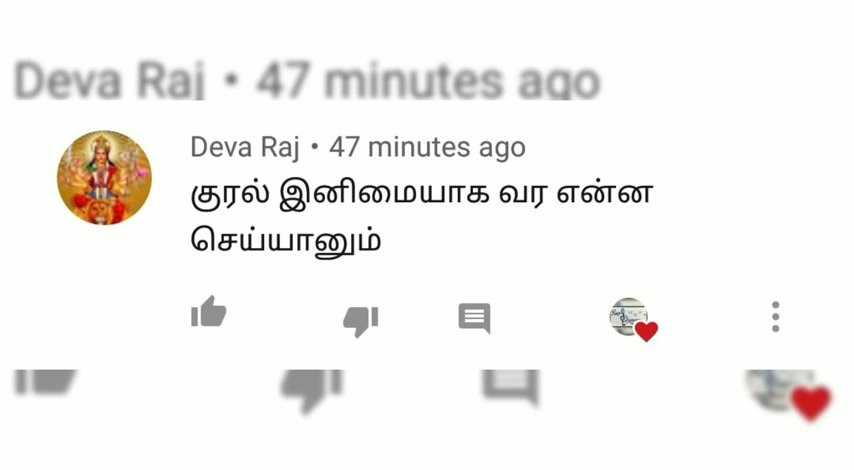 Deva Raj • 47 minutes ago
Deva Raj • 47 minutes ago
குரல் இனிமையாக வர என்ன
செய்யானும்